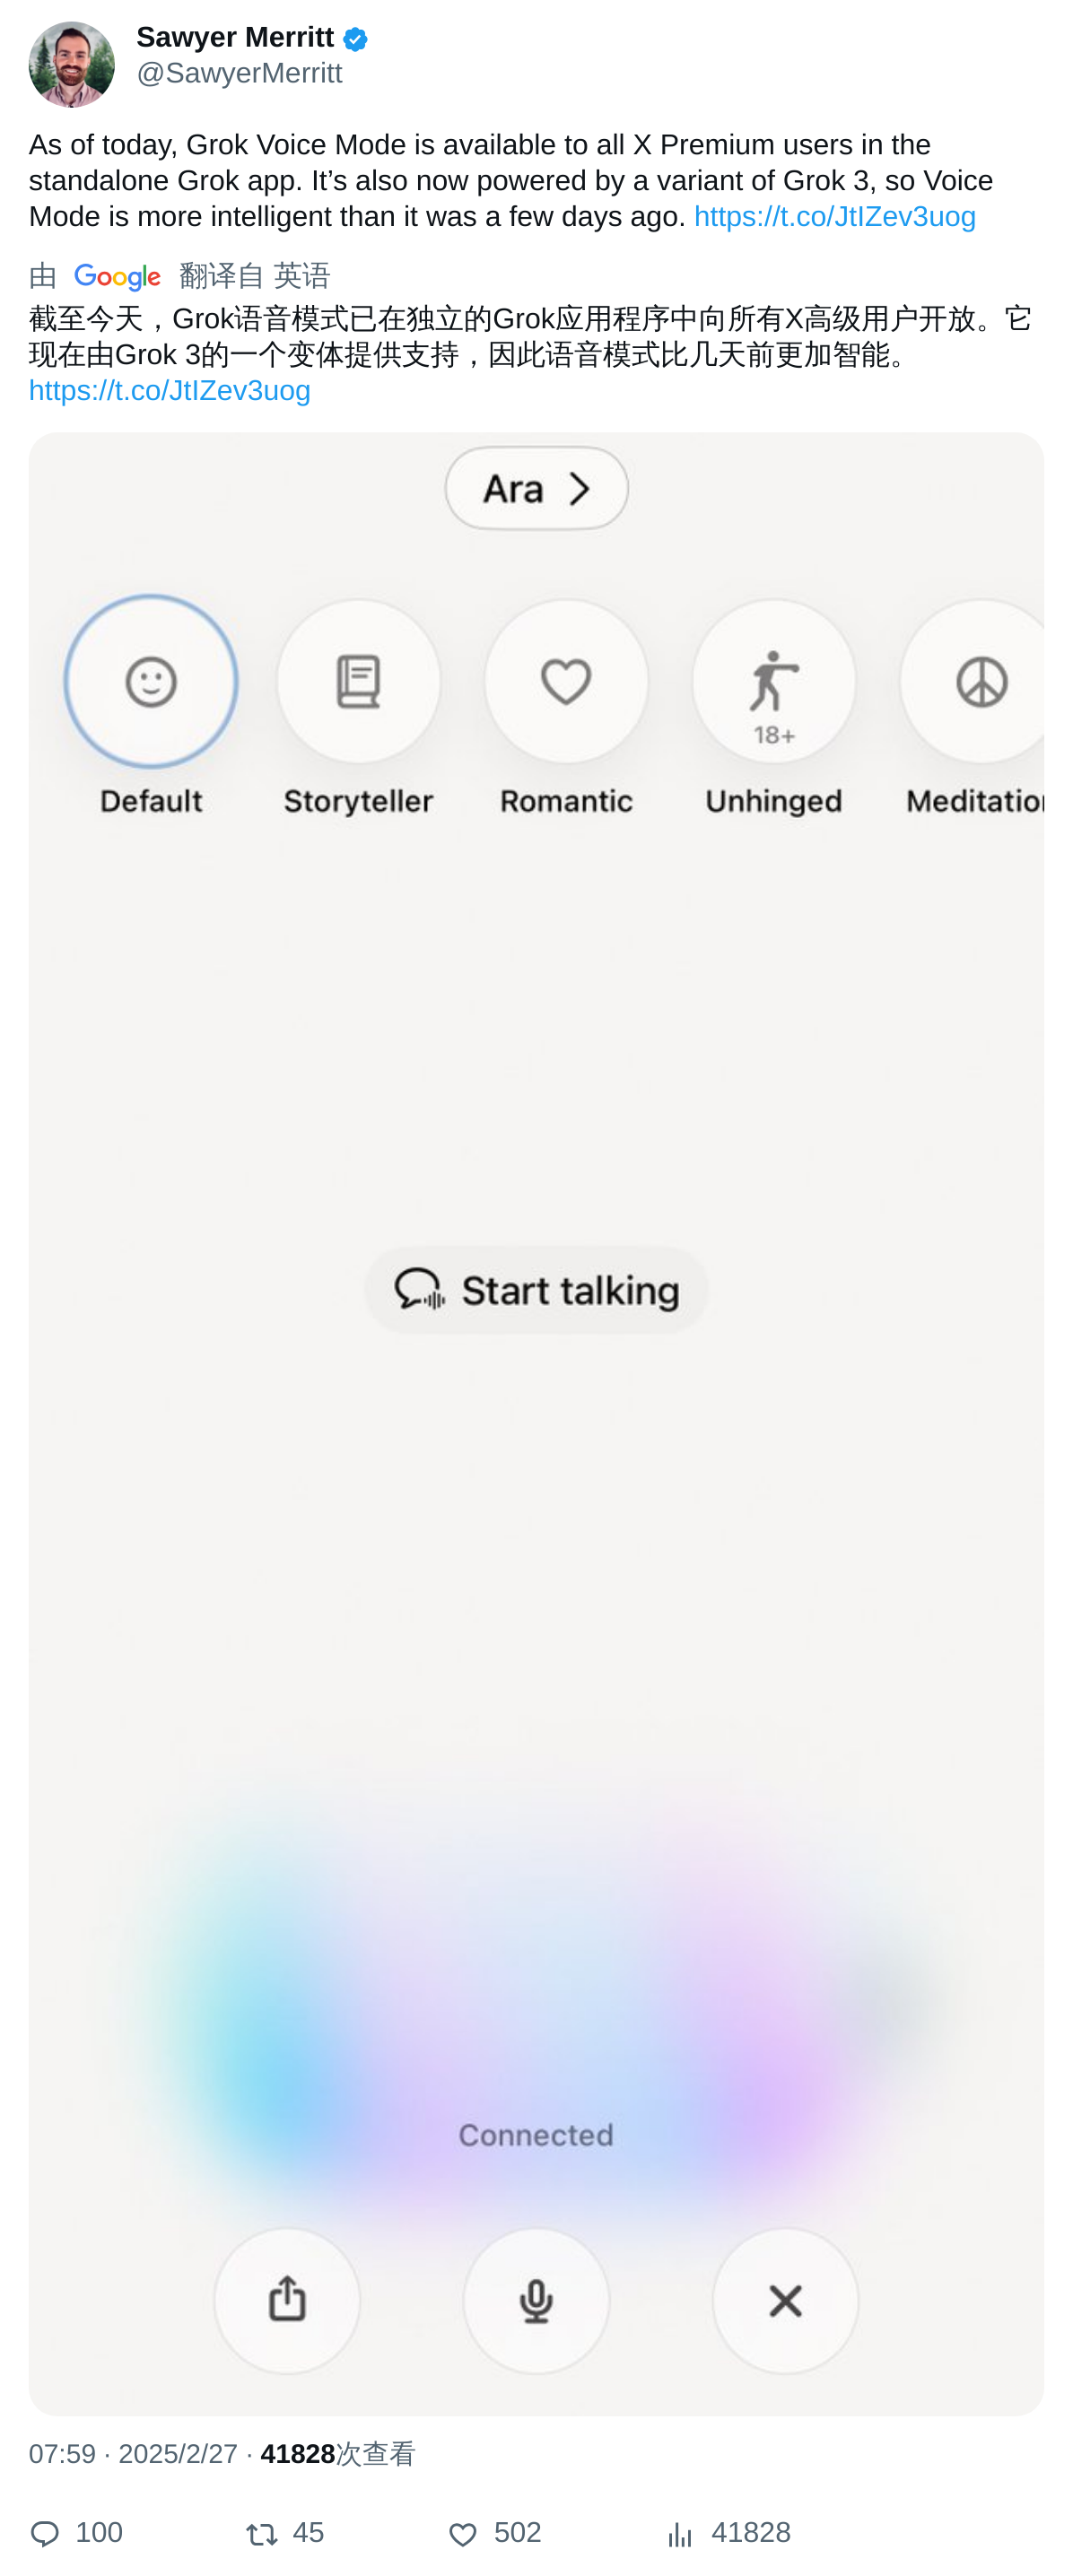 Sawyer Merritt
@SawyerMerritt
As of today, Grok Voice Mode is available to all X Premium users in the
standalone Grok app. It’s also now powered by a variant of Grok 3, so Voice
Mode is more intelligent than it was a few days ago. https://t.co/JtIZev3uog
由 Google 翻译自 英语
截至今天，Grok语音模式已在独立的Grok应用程序中向所有X高级用户开放。它
现在由Grok 3的一个变体提供支持，因此语音模式比几天前更加智能。
https://t.co/JtIZev3uog
Ara
18+
Default Storyteller Romantic Unhinged Meditation
Start talking
Connected
07:59 · 2025/2/27 · 41828次查看
100 45 502 41828